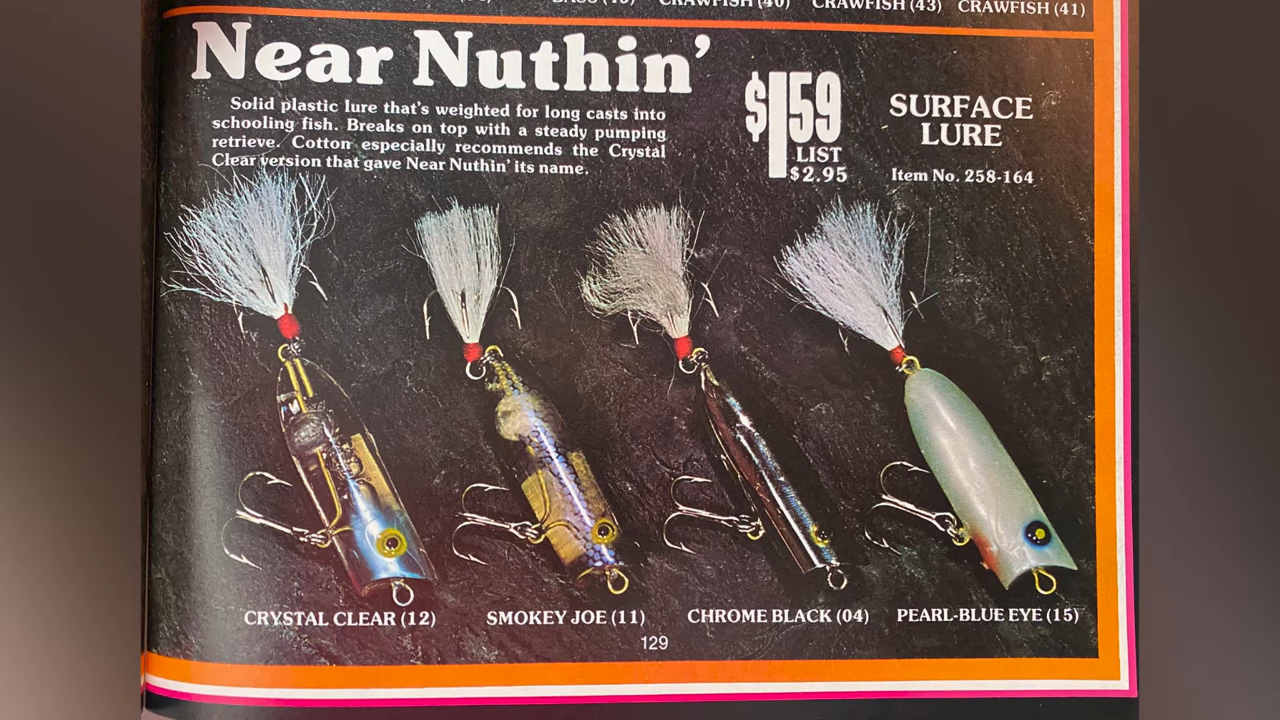 BASS (19) CRAWFISH (40) CRAWFISH (43) CRAWFISH (41)
Near Nuthin'
Solid plastic lure that's weighted for long casts into
schooling fish. Breaks on top with a steady pumping
retrieve. Cotton especially recommends the Crystal
Clear version that gave Near Nuthin' its name.
$1.59
LIST
$2.95
SURFACE
LURE
Item No. 258-164
CRYSTAL CLEAR (12) SMOKEY JOE (11) CHROME BLACK (04) PEARL-BLUE EYE (15)
129